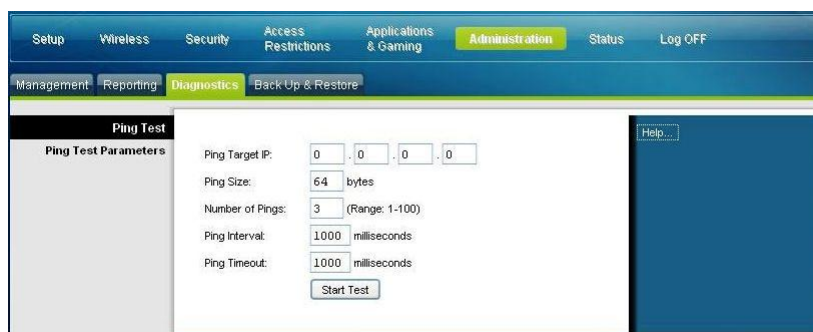 Setup Wireless Security Access Restrictions Applications & Gaming Administration Status Log OFF
Management Reporting Diagnostics Back Up & Restore
Ping Test
Help...
Ping Test Parameters
Ping Target IP: 0 . 0 . 0 . 0
Ping Size: 64 bytes
Number of Pings: 3 (Range: 1-100)
Ping Interval: 1000 milliseconds
Ping Timeout: 1000 milliseconds
Start Test